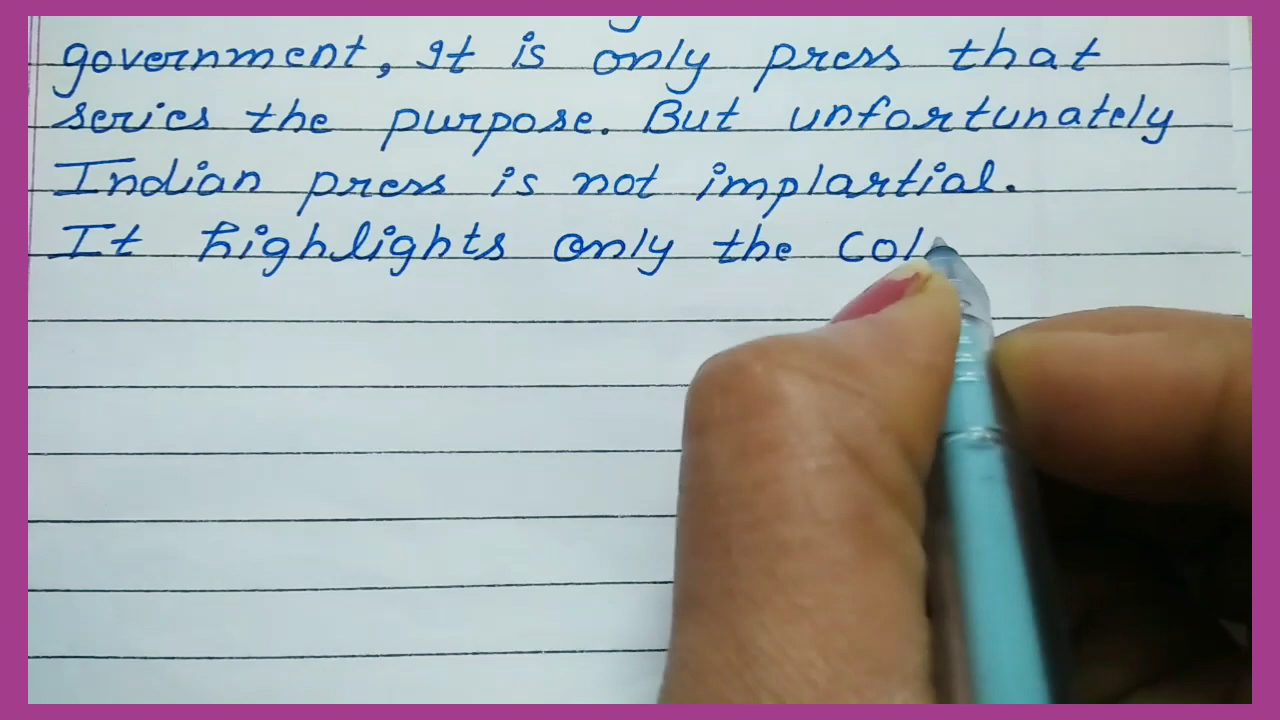 government, It is only press that
series the purpose. But unfortunately
Indian press is not implartial.
It highlights only the Col